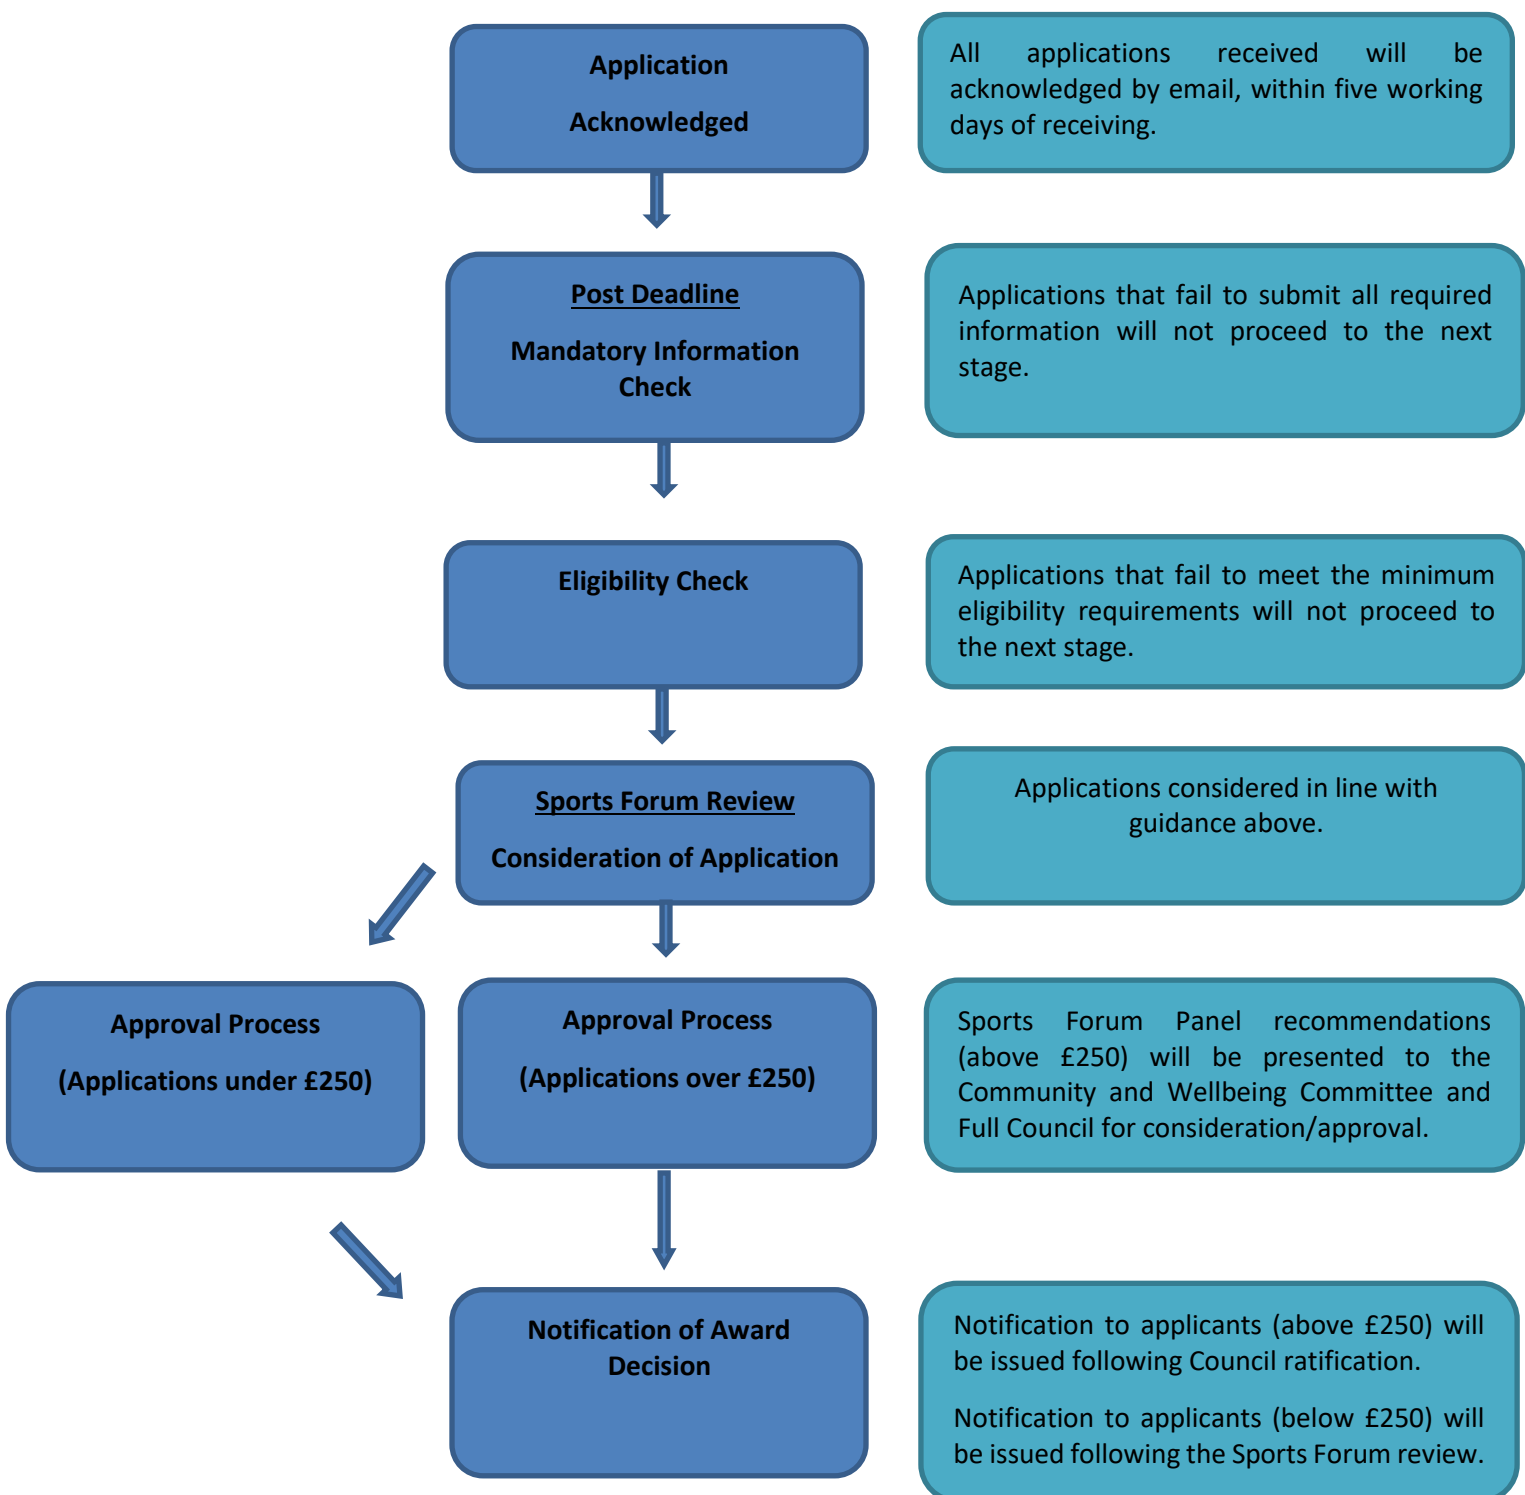 Application
Acknowledged
All applications received will be
acknowledged by email, within five working
days of receiving.
Post Deadline
Mandatory Information
Check
Applications that fail to submit all required
information will not proceed to the next
stage.
Eligibility Check
Applications that fail to meet the minimum
eligibility requirements will not proceed to
the next stage.
Sports Forum Review
Consideration of Application
Applications considered in line with
guidance above.
Approval Process
(Applications under £250)
Approval Process
(Applications over £250)
Sports Forum Panel recommendations
(above £250) will be presented to the
Community and Wellbeing Committee and
Full Council for consideration/approval.
Notification of Award
Decision
Notification to applicants (above £250) will
be issued following Council ratification.
Notification to applicants (below £250) will
be issued following the Sports Forum review.